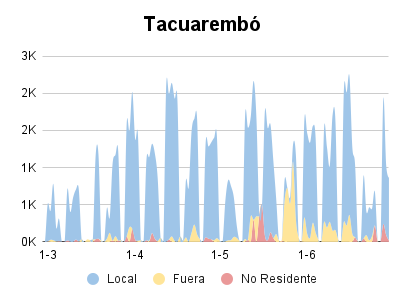 Tacuarembó
3K
2K
2K
1K
1K
0K
1-3 1-4 1-5 1-6
Local Fuera No Residente